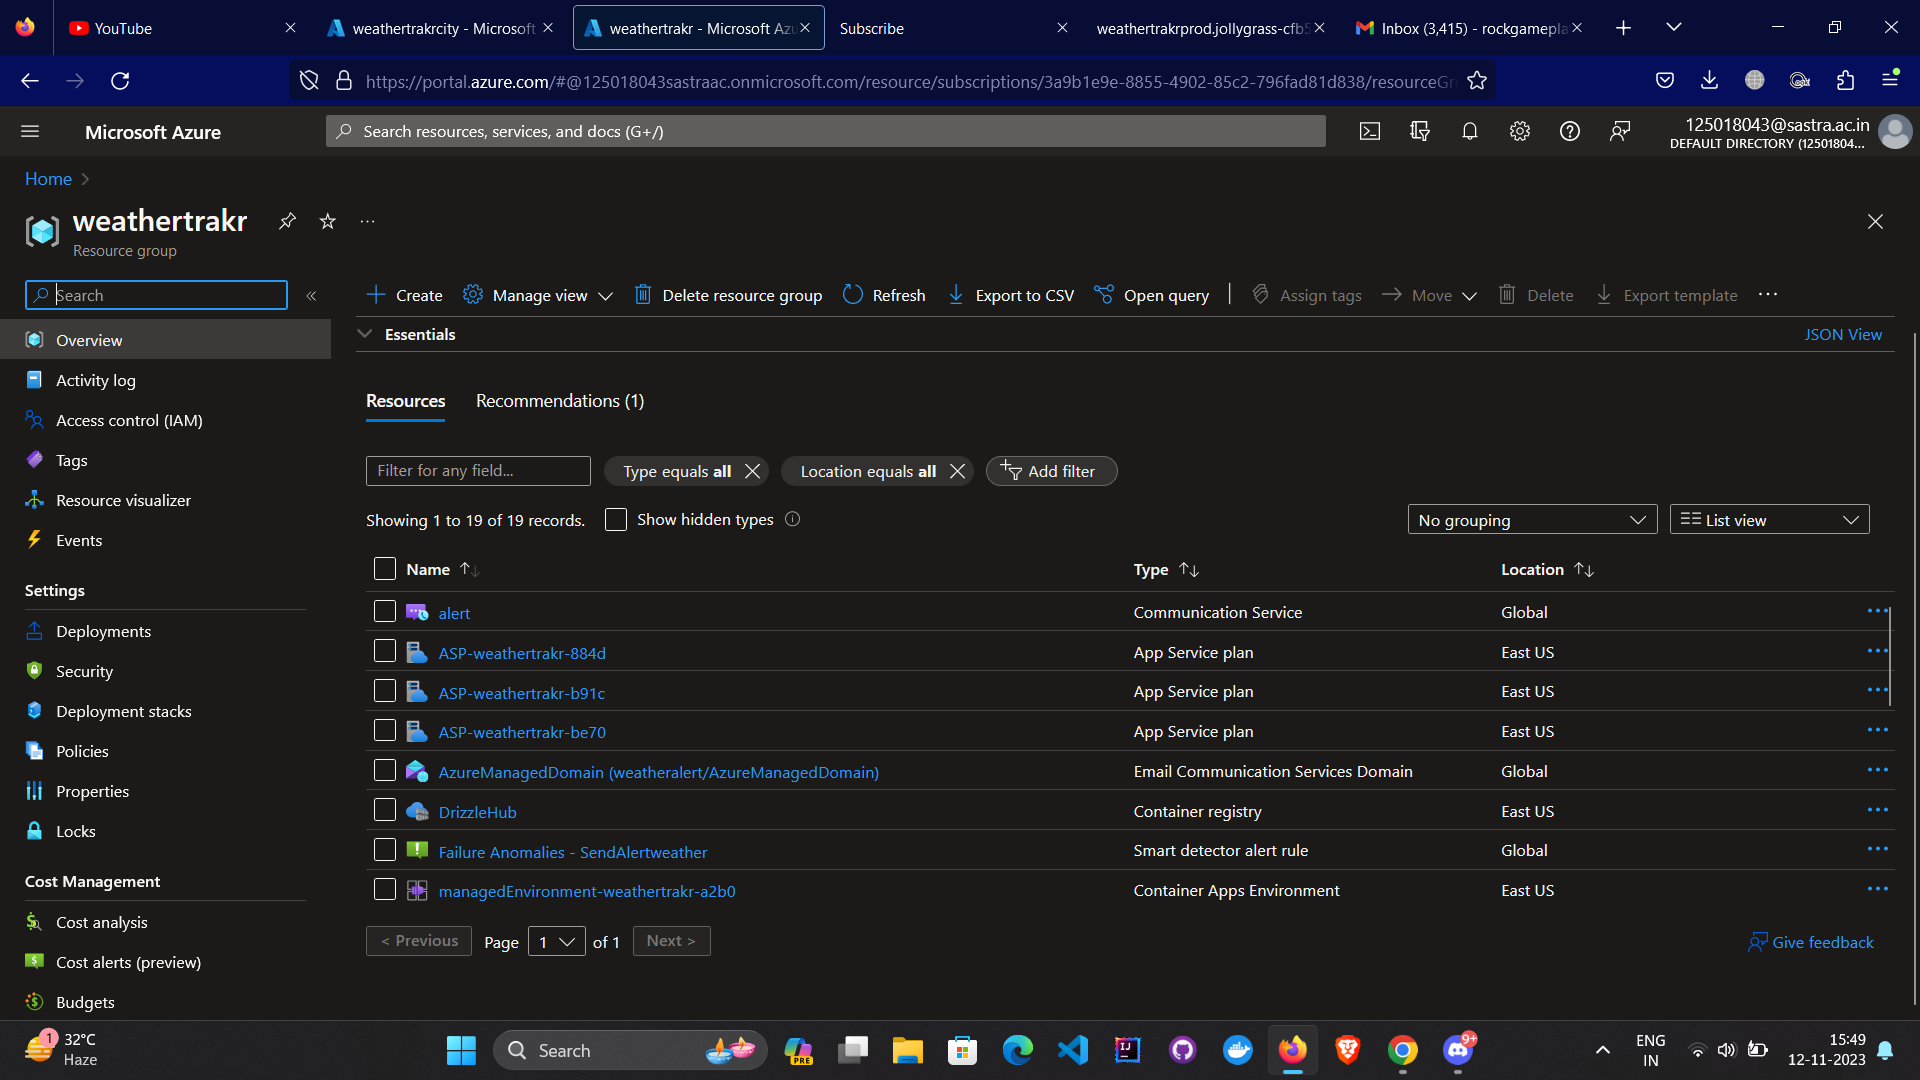 YouTube
weathertrakrcity - Microsoft
weathertrakr - Microsoft Azu
Subscribe
weathertrakrprod.jollygrass-cfb5
Inbox (3,415) - rockgamepla
https://portal.azure.com/#@125018043sastraac.onmicrosoft.com/resource/subscriptions/3a9b1e9e-8855-4902-85c2-796fad81d838/resourceGr
Microsoft Azure
Search resources, services, and docs (G+/)
125018043@sastra.ac.in
DEFAULT DIRECTORY (12501804...
Home
weathertrakr
Resource group
Search
Create
Manage view
Delete resource group
Refresh
Export to CSV
Open query
Assign tags
Move
Delete
Export template
Overview
Activity log
Access control (IAM)
Tags
Resource visualizer
Events
Settings
Deployments
Security
Deployment stacks
Policies
Properties
Locks
Cost Management
Cost analysis
Cost alerts (preview)
Budgets
Essentials
JSON View
Resources
Recommendations (1)
Filter for any field...
Type equals all
Location equals all
Add filter
Showing 1 to 19 of 19 records.
Show hidden types
No grouping
List view
Name Type Location
alert Communication Service Global
ASP-weathertrakr-884d App Service plan East US
ASP-weathertrakr-b91c App Service plan East US
ASP-weathertrakr-be70 App Service plan East US
AzureManagedDomain (weatheralert/AzureManagedDomain) Email Communication Services Domain Global
DrizzleHub Container registry East US
Failure Anomalies - SendAlertweather Smart detector alert rule Global
managedEnvironment-weathertrakr-a2b0 Container Apps Environment East US
< Previous
Page 1 of 1
Next >
Give feedback
1
32°C
Haze
Search
PRE
IJ
9+
ENG
IN
15:49
12-11-2023